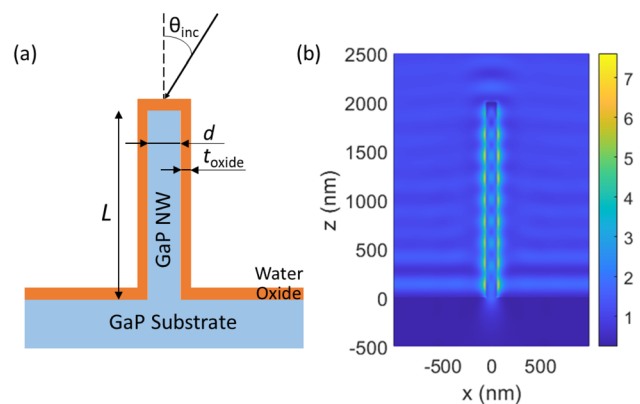 (a)
θinc
d
toxide
L
GaP NW
Water
Oxide
GaP Substrate
(b)
2500
2000
1500
1000
500
0
-500
z (nm)
-500 0 500
x (nm)
7
6
5
4
3
2
1